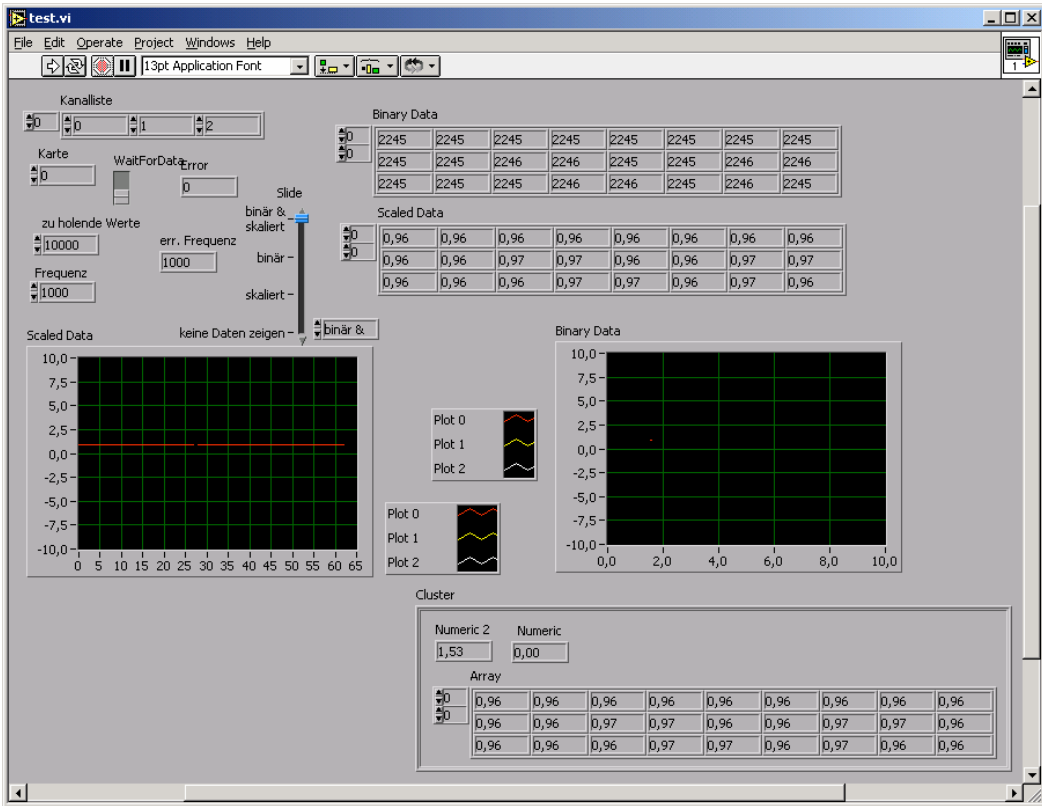 test.vi
File Edit Operate Project Windows Help
13pt Application Font
1
Kanalliste
0 0 1 2
Karte
0
WaitForData
Error
0
zu holende Werte
10000
err. Frequenz
1000
Frequenz
1000
Slide
binär & skaliert
binär
skaliert
keine Daten zeigen
binär &
Binary Data
0
0
2245 2245 2245 2245 2245 2245 2245 2245
2245 2245 2246 2246 2245 2245 2246 2246
2245 2245 2245 2246 2246 2245 2246 2245
Scaled Data
0
0
0,96 0,96 0,96 0,96 0,96 0,96 0,96 0,96
0,96 0,96 0,97 0,97 0,96 0,96 0,97 0,97
0,96 0,96 0,96 0,97 0,97 0,96 0,97 0,96
Scaled Data
10,0
7,5
5,0
2,5
0,0
-2,5
-5,0
-7,5
-10,0
0 5 10 15 20 25 30 35 40 45 50 55 60 65
Plot 0
Plot 1
Plot 2
Plot 0
Plot 1
Plot 2
Binary Data
10,0
7,5
5,0
2,5
0,0
-2,5
-5,0
-7,5
-10,0
0,0 2,0 4,0 6,0 8,0 10,0
Cluster
Numeric 2 Numeric
1,53 0,00
Array
0
0
0,96 0,96 0,96 0,96 0,96 0,96 0,96 0,96 0,96
0,96 0,96 0,97 0,97 0,96 0,96 0,97 0,97 0,96
0,96 0,96 0,96 0,97 0,97 0,96 0,97 0,96 0,96